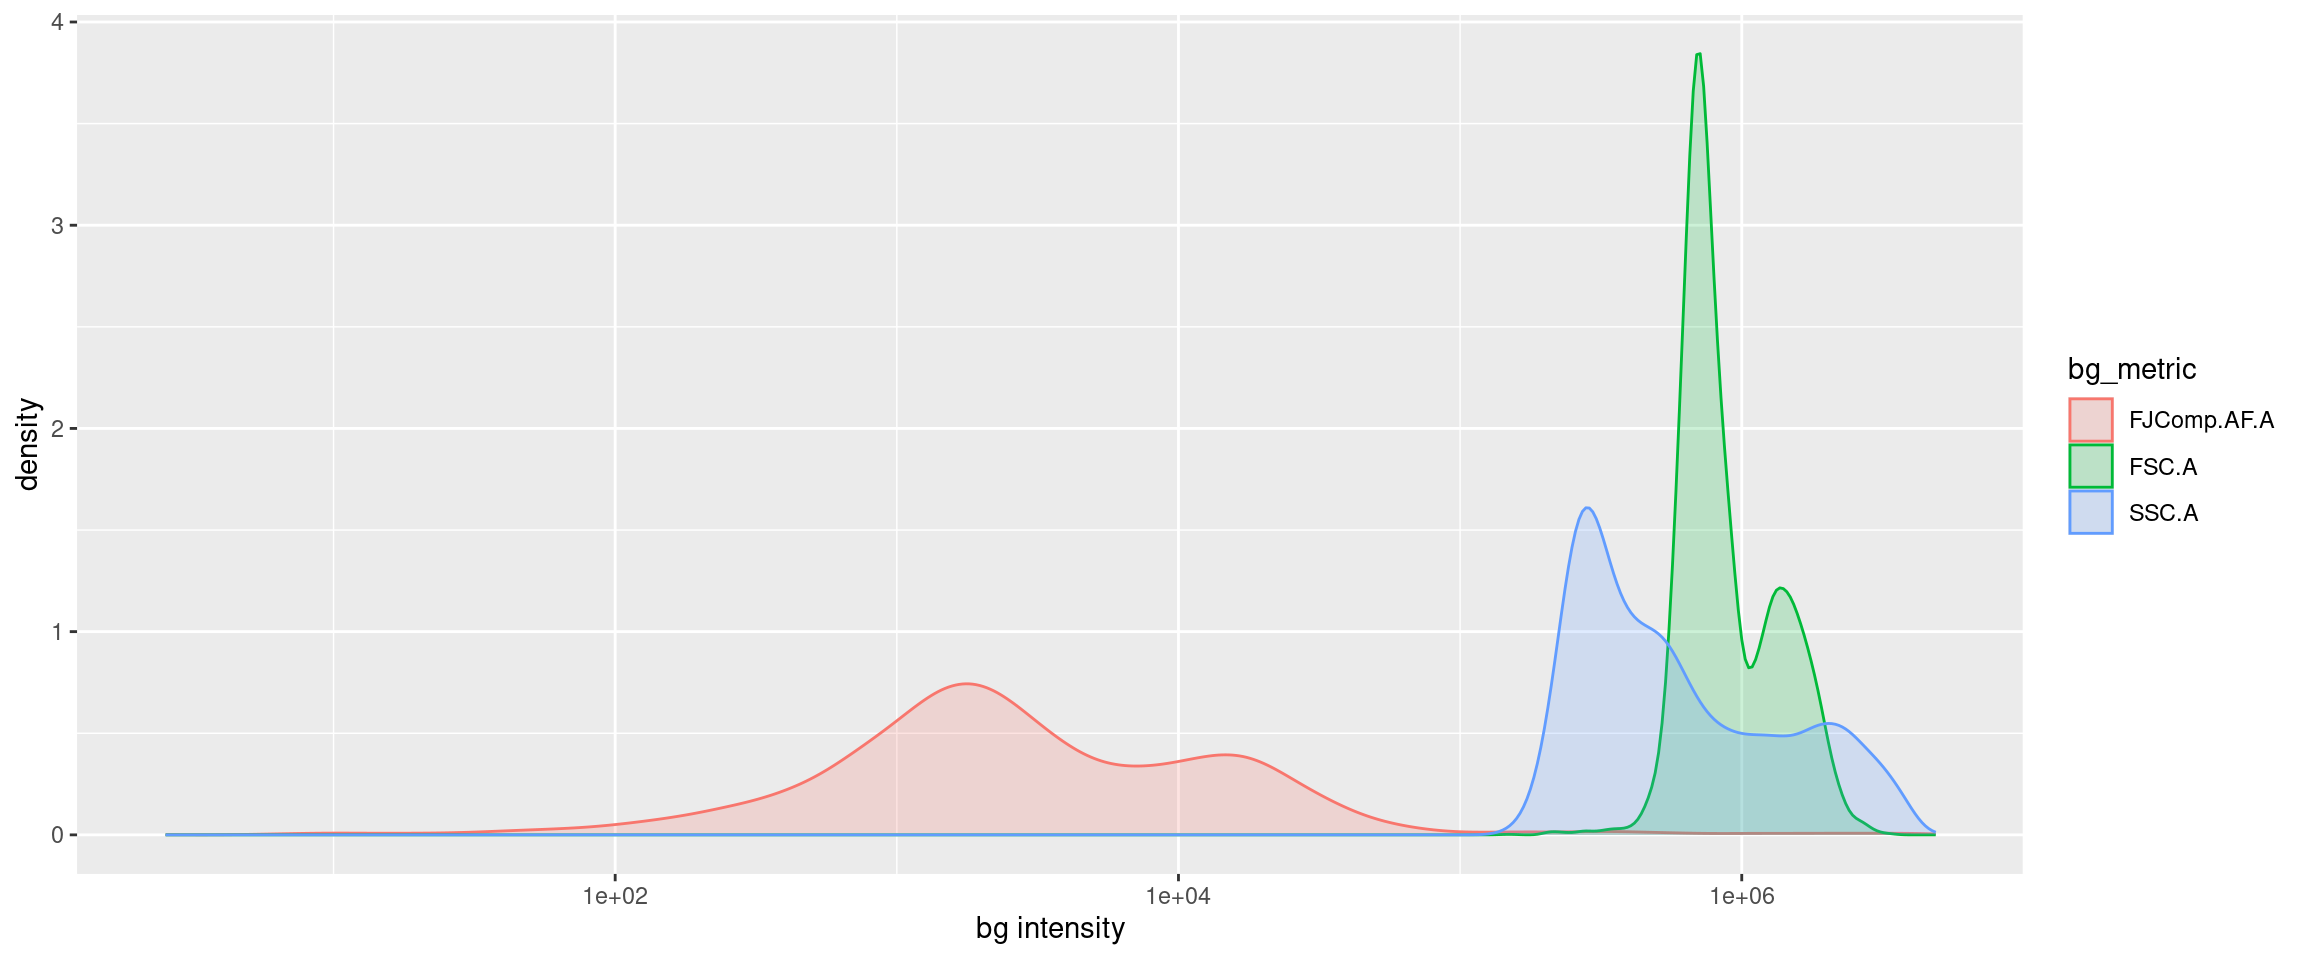 4
3
2
1
0
density
1e+02
1e+04
1e+06
bg intensity
bg_metric
FJComp.AF.A
FSC.A
SSC.A